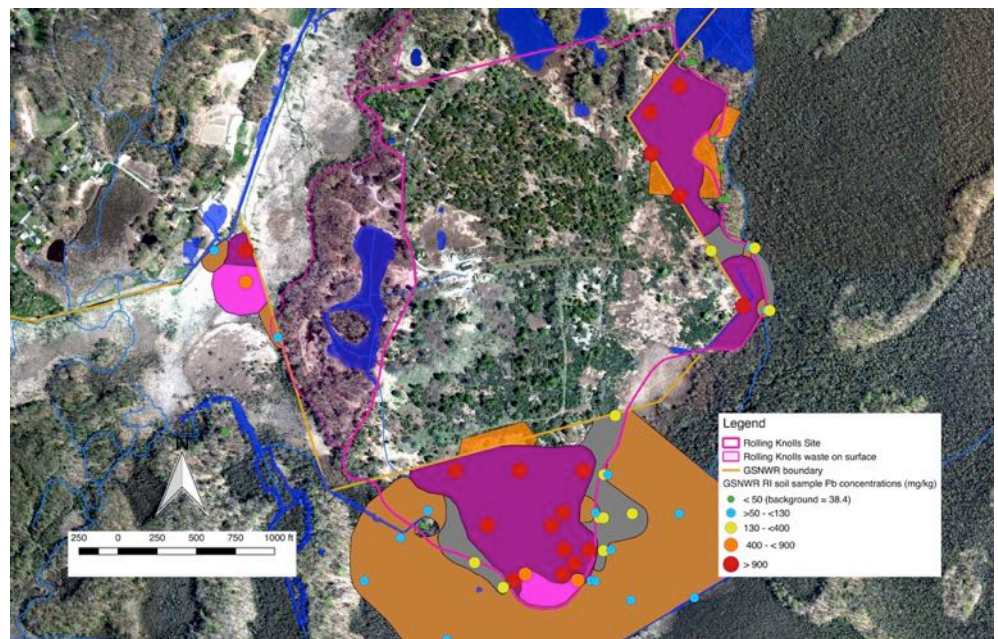 N
250 0 250 500 750 1000 ft
Legend
Rolling Knolls Site
Rolling Knolls waste on surface
GSNWR boundary
GSNWR RI soil sample Pb concentrations (mg/kg)
< 50 (background = 38.4)
>50 - <130
130 - <400
400 - < 900
> 900